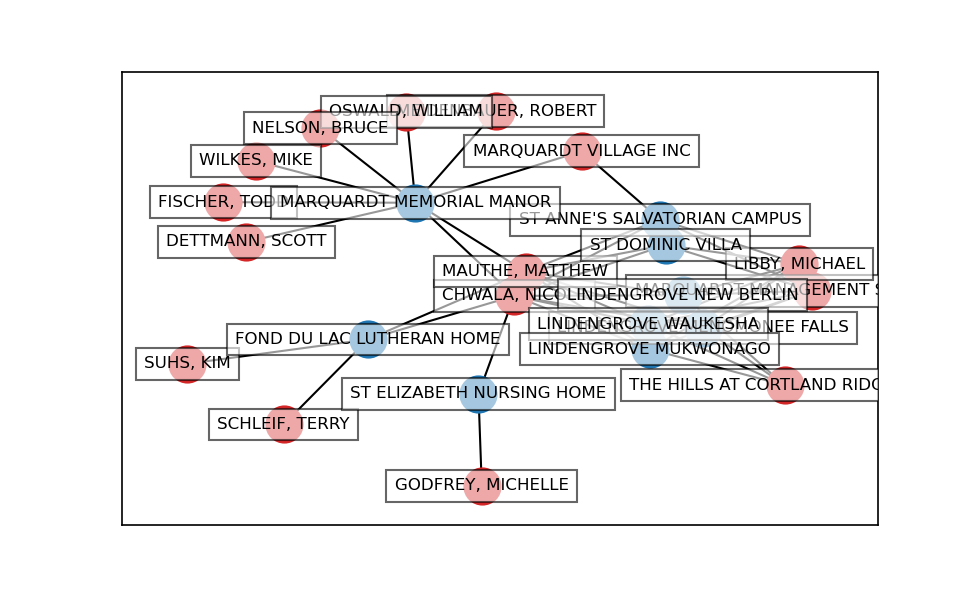 OSWALD, WILLIAM
UER, ROBERT
NELSON, BRUCE
MARQUARDT VILLAGE INC
WILKES, MIKE
FISCHER, TODD
MARQUARDT MEMORIAL MANOR
ST ANNE'S SALVATORIAN CAMPUS
DETTMANN, SCOTT
ST DOMINIC VILLA
LIBBY, MICHAEL
MAUTHE, MATTHEW
MARQUARDT MANAGEMENT S
CHWALA, NICO
LINDENGROVE NEW BERLIN
LINDENGROVE WAUKESHA
NEE FALLS
FOND DU LAC LUTHERAN HOME
LINDENGROVE MUKWONAGO
SUHS, KIM
THE HILLS AT CORTLAND RIDG
ST ELIZABETH NURSING HOME
SCHLEIF, TERRY
GODFREY, MICHELLE